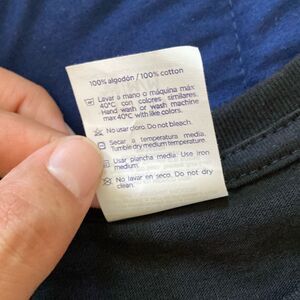 100% algodón / 100% cotton
Lavar a mano o máquina máx
40°C con colores similares.
Hand wash or wash machine
max 40°C with like colors.
No usar cloro. Do not bleach.
Secar a temperatura media.
Tumble dry medium temperature.
Usar plancha media. Use iron
medium.
No lavar en seco. Do not dry
clean.